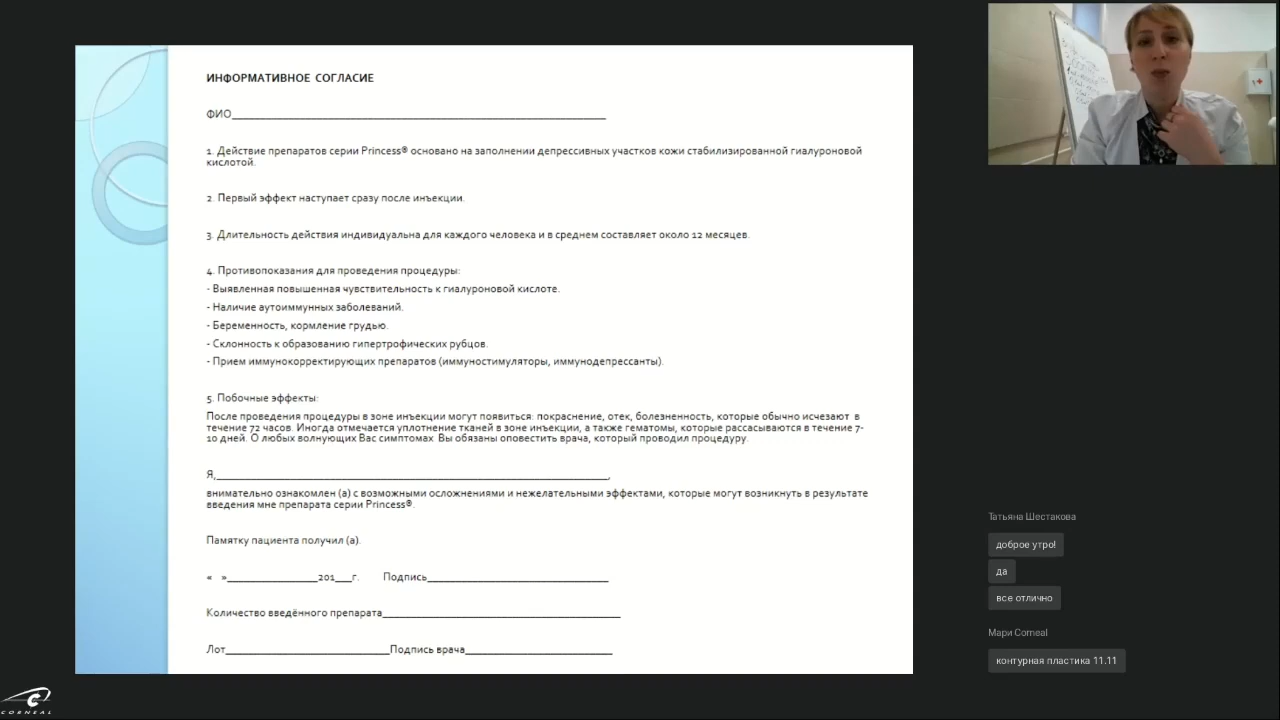 ИНФОРМАТИВНОЕ СОГЛАСИЕ
ФИО____________________________________________________________
1. Действие препаратов серии Princess® основано на заполнении депрессивных участков кожи стабилизированной гиалуроновой
кислотой.
2. Первый эффект наступает сразу после инъекции.
3. Длительность действия индивидуальна для каждого человека и в среднем составляет около 12 месяцев.
4. Противопоказания для проведения процедуры:
- Выявленная повышенная чувствительность к гиалуроновой кислоте.
- Наличие аутоиммунных заболеваний.
- Беременность, кормление грудью.
- Склонность к образованию гипертрофических рубцов.
- Прием иммунокорректирующих препаратов (иммуностимуляторы, иммунодепрессанты).
5. Побочные эффекты:
После проведения процедуры в зоне инъекции могут появиться: покраснение, отек, болезненность, которые обычно исчезают в
течение 72 часов. Иногда отмечается уплотнение тканей в зоне инъекции, а также гематомы, которые рассасываются в течение 7-
10 дней. О любых волнующих Вас симптомах Вы обязаны оповестить врача, который проводил процедуру.
Я,_______________________________________________________________,
внимательно ознакомлен (а) с возможными осложнениями и нежелательными эффектами, которые могут возникнуть в результате
введения мне препарата серии Princess®.
Памятку пациента получил (а).
« »_______________201___г. Подпись_____________________________
Количество введённого препарата______________________________________
Лот___________________________Подпись врача________________________
Татьяна Шестакова
доброе утро!
да
все отлично
Мари Corneal
контурная пластика 11.11
CORNEAL